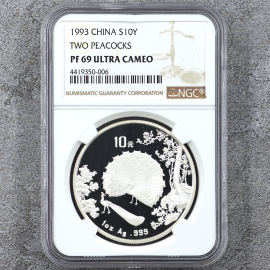 1993 CHINA S10Y
TWO PEACOCKS
PF 69 ULTRA CAMEO
4419350-006
NUMISMATIC GUARANTY CORPORATION
NGC
10元
1oz Ag .999